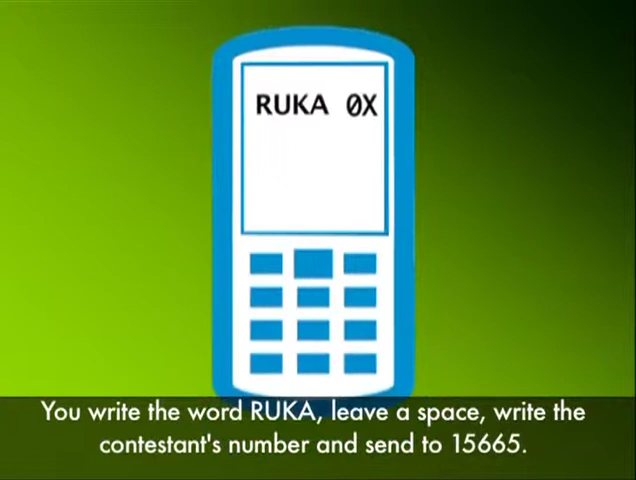 RUKA 0X
You write the word RUKA, leave a space, write the
contestant's number and send to 15665.